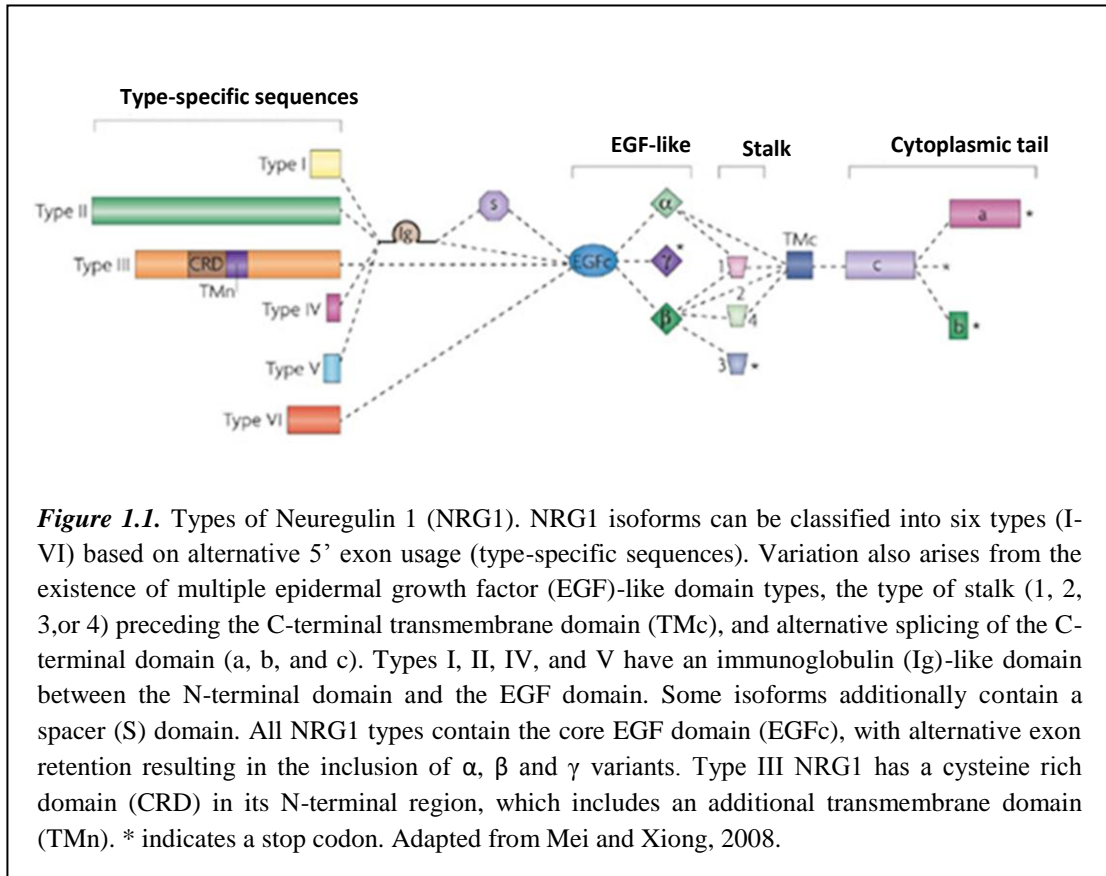 Type-specific sequences
EGF-like
Stalk
Cytoplasmic tail
Type I
Type II
Type III
CRD
TMn
Type IV
Type V
Type VI
Ig
S
EGFc
α
γ
*
β
1
2
4
3
*
TMc
c
a
*
*
b
*
Figure 1.1. Types of Neuregulin 1 (NRG1). NRG1 isoforms can be classified into six types (I-
VI) based on alternative 5’ exon usage (type-specific sequences). Variation also arises from the
existence of multiple epidermal growth factor (EGF)-like domain types, the type of stalk (1, 2,
3,or 4) preceding the C-terminal transmembrane domain (TMc), and alternative splicing of the C-
terminal domain (a, b, and c). Types I, II, IV, and V have an immunoglobulin (Ig)-like domain
between the N-terminal domain and the EGF domain. Some isoforms additionally contain a
spacer (S) domain. All NRG1 types contain the core EGF domain (EGFc), with alternative exon
retention resulting in the inclusion of α, β and γ variants. Type III NRG1 has a cysteine rich
domain (CRD) in its N-terminal region, which includes an additional transmembrane domain
(TMn). * indicates a stop codon. Adapted from Mei and Xiong, 2008.